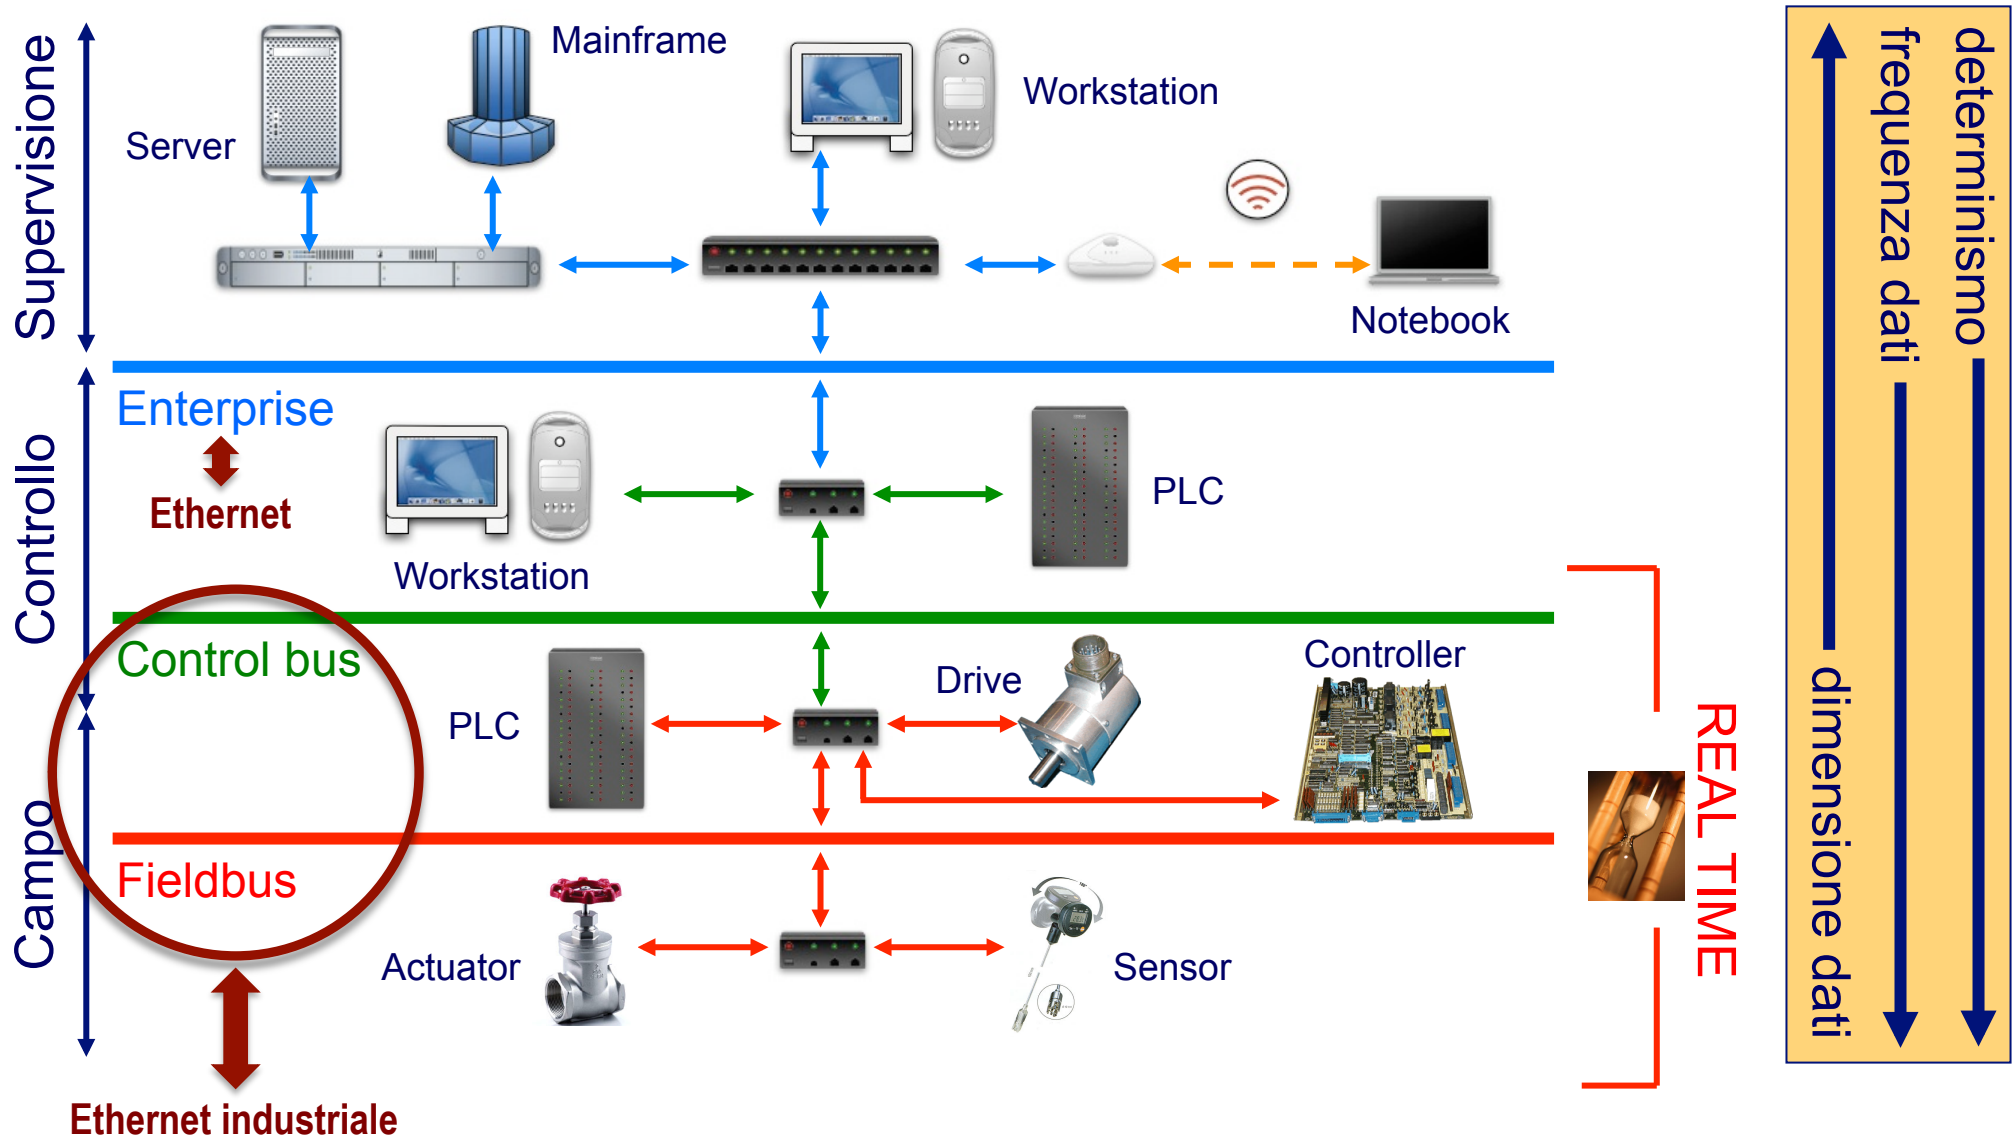 Supervisione
Server
Mainframe
Workstation
Notebook
Enterprise
Ethernet
Controllo
Workstation
PLC
Control bus
PLC
Drive
Controller
Campo
Fieldbus
Actuator
Sensor
Ethernet industriale
REAL TIME
dimensione dati
frequenza dati
determinismo